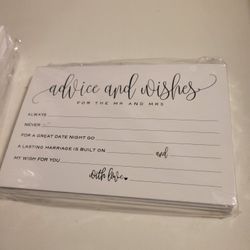 advice and wishes
FOR THE MR AND MRS
ALWAYS
NEVER
FOR A GREAT DATE NIGHT GO
A LASTING MARRIAGE IS BUILT ON and
MY WISH FOR YOU
with love,